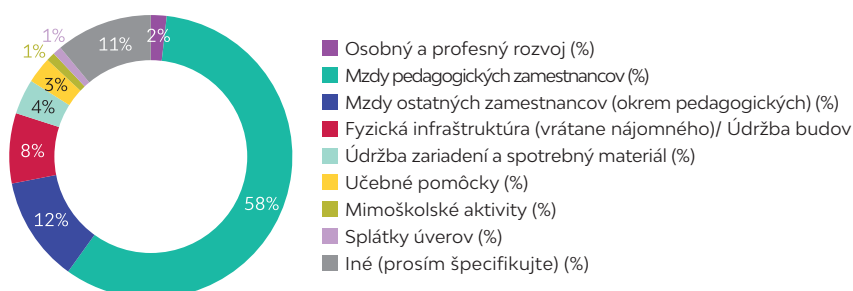 1%
1%
11%
2%
3%
4%
8%
12%
58%
Osobný a profesný rozvoj (%)
Mzdy pedagogických zamestnancov (%)
Mzdy ostatných zamestnancov (okrem pedagogických) (%)
Fyzická infraštruktúra (vrátane nájomného)/ Údržba budov
Údržba zariadení a spotrebný materiál (%)
Učebné pomôcky (%)
Mimoškolské aktivity (%)
Splátky úverov (%)
Iné (prosím špecifikujte) (%)